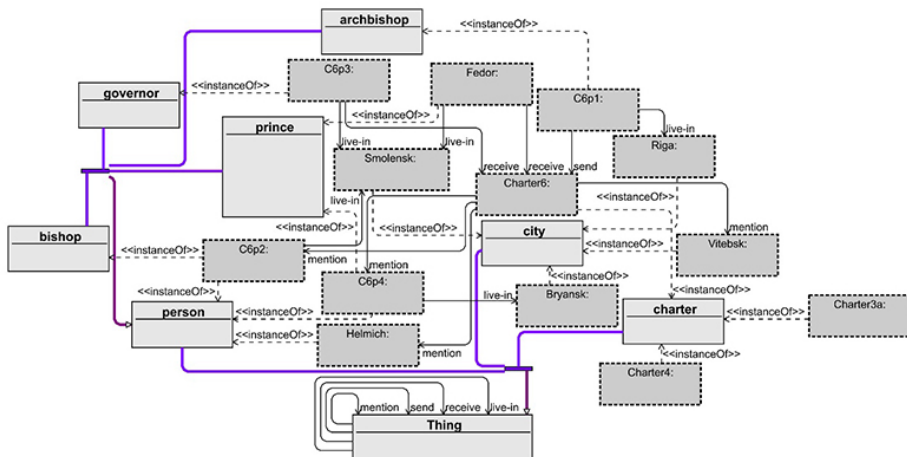 archbishop
<<instanceOf>>
C6p3:
Fedor:
<<instanceOf>>
governor
C6p1:
<<instanceOf>>
prince
live-in
live-in
live-in
Riga:
Smolensk:
receive
receive
send
Charter6:
<<instanceOf>>
live-in
<<instanceOf>>
<<instanceOf>>
city
mention
bishop
<<instanceOf>>
C6p2:
<<instanceOf>>
Vitebsk:
mention
mention
C6p4:
<<instanceOf>>
<<instanceOf>>
live-in
Bryansk:
<<instanceOf>>
person
<<instanceOf>>
charter
Charter3a:
<<instanceOf>>
<<instanceOf>>
Helmich:
mention
<<instanceOf>>
Charter4:
mention
send
receive
live-in
Thing